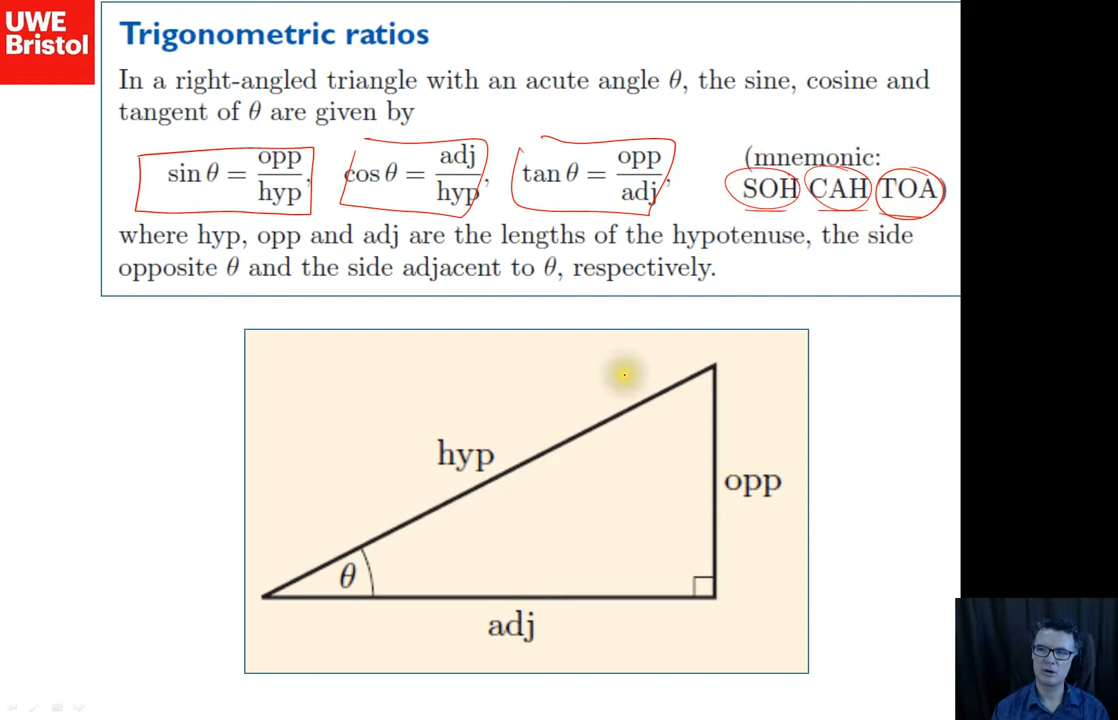 UWE
Bristol
Trigonometric ratios
In a right-angled triangle with an acute angle θ, the sine, cosine and
tangent of θ are given by
sin θ = opp/hyp, cos θ = adj/hyp, tan θ = opp/adj, (mnemonic:
SOH CAH TOA)
where hyp, opp and adj are the lengths of the hypotenuse, the side
opposite θ and the side adjacent to θ, respectively.
hyp
opp
θ
adj